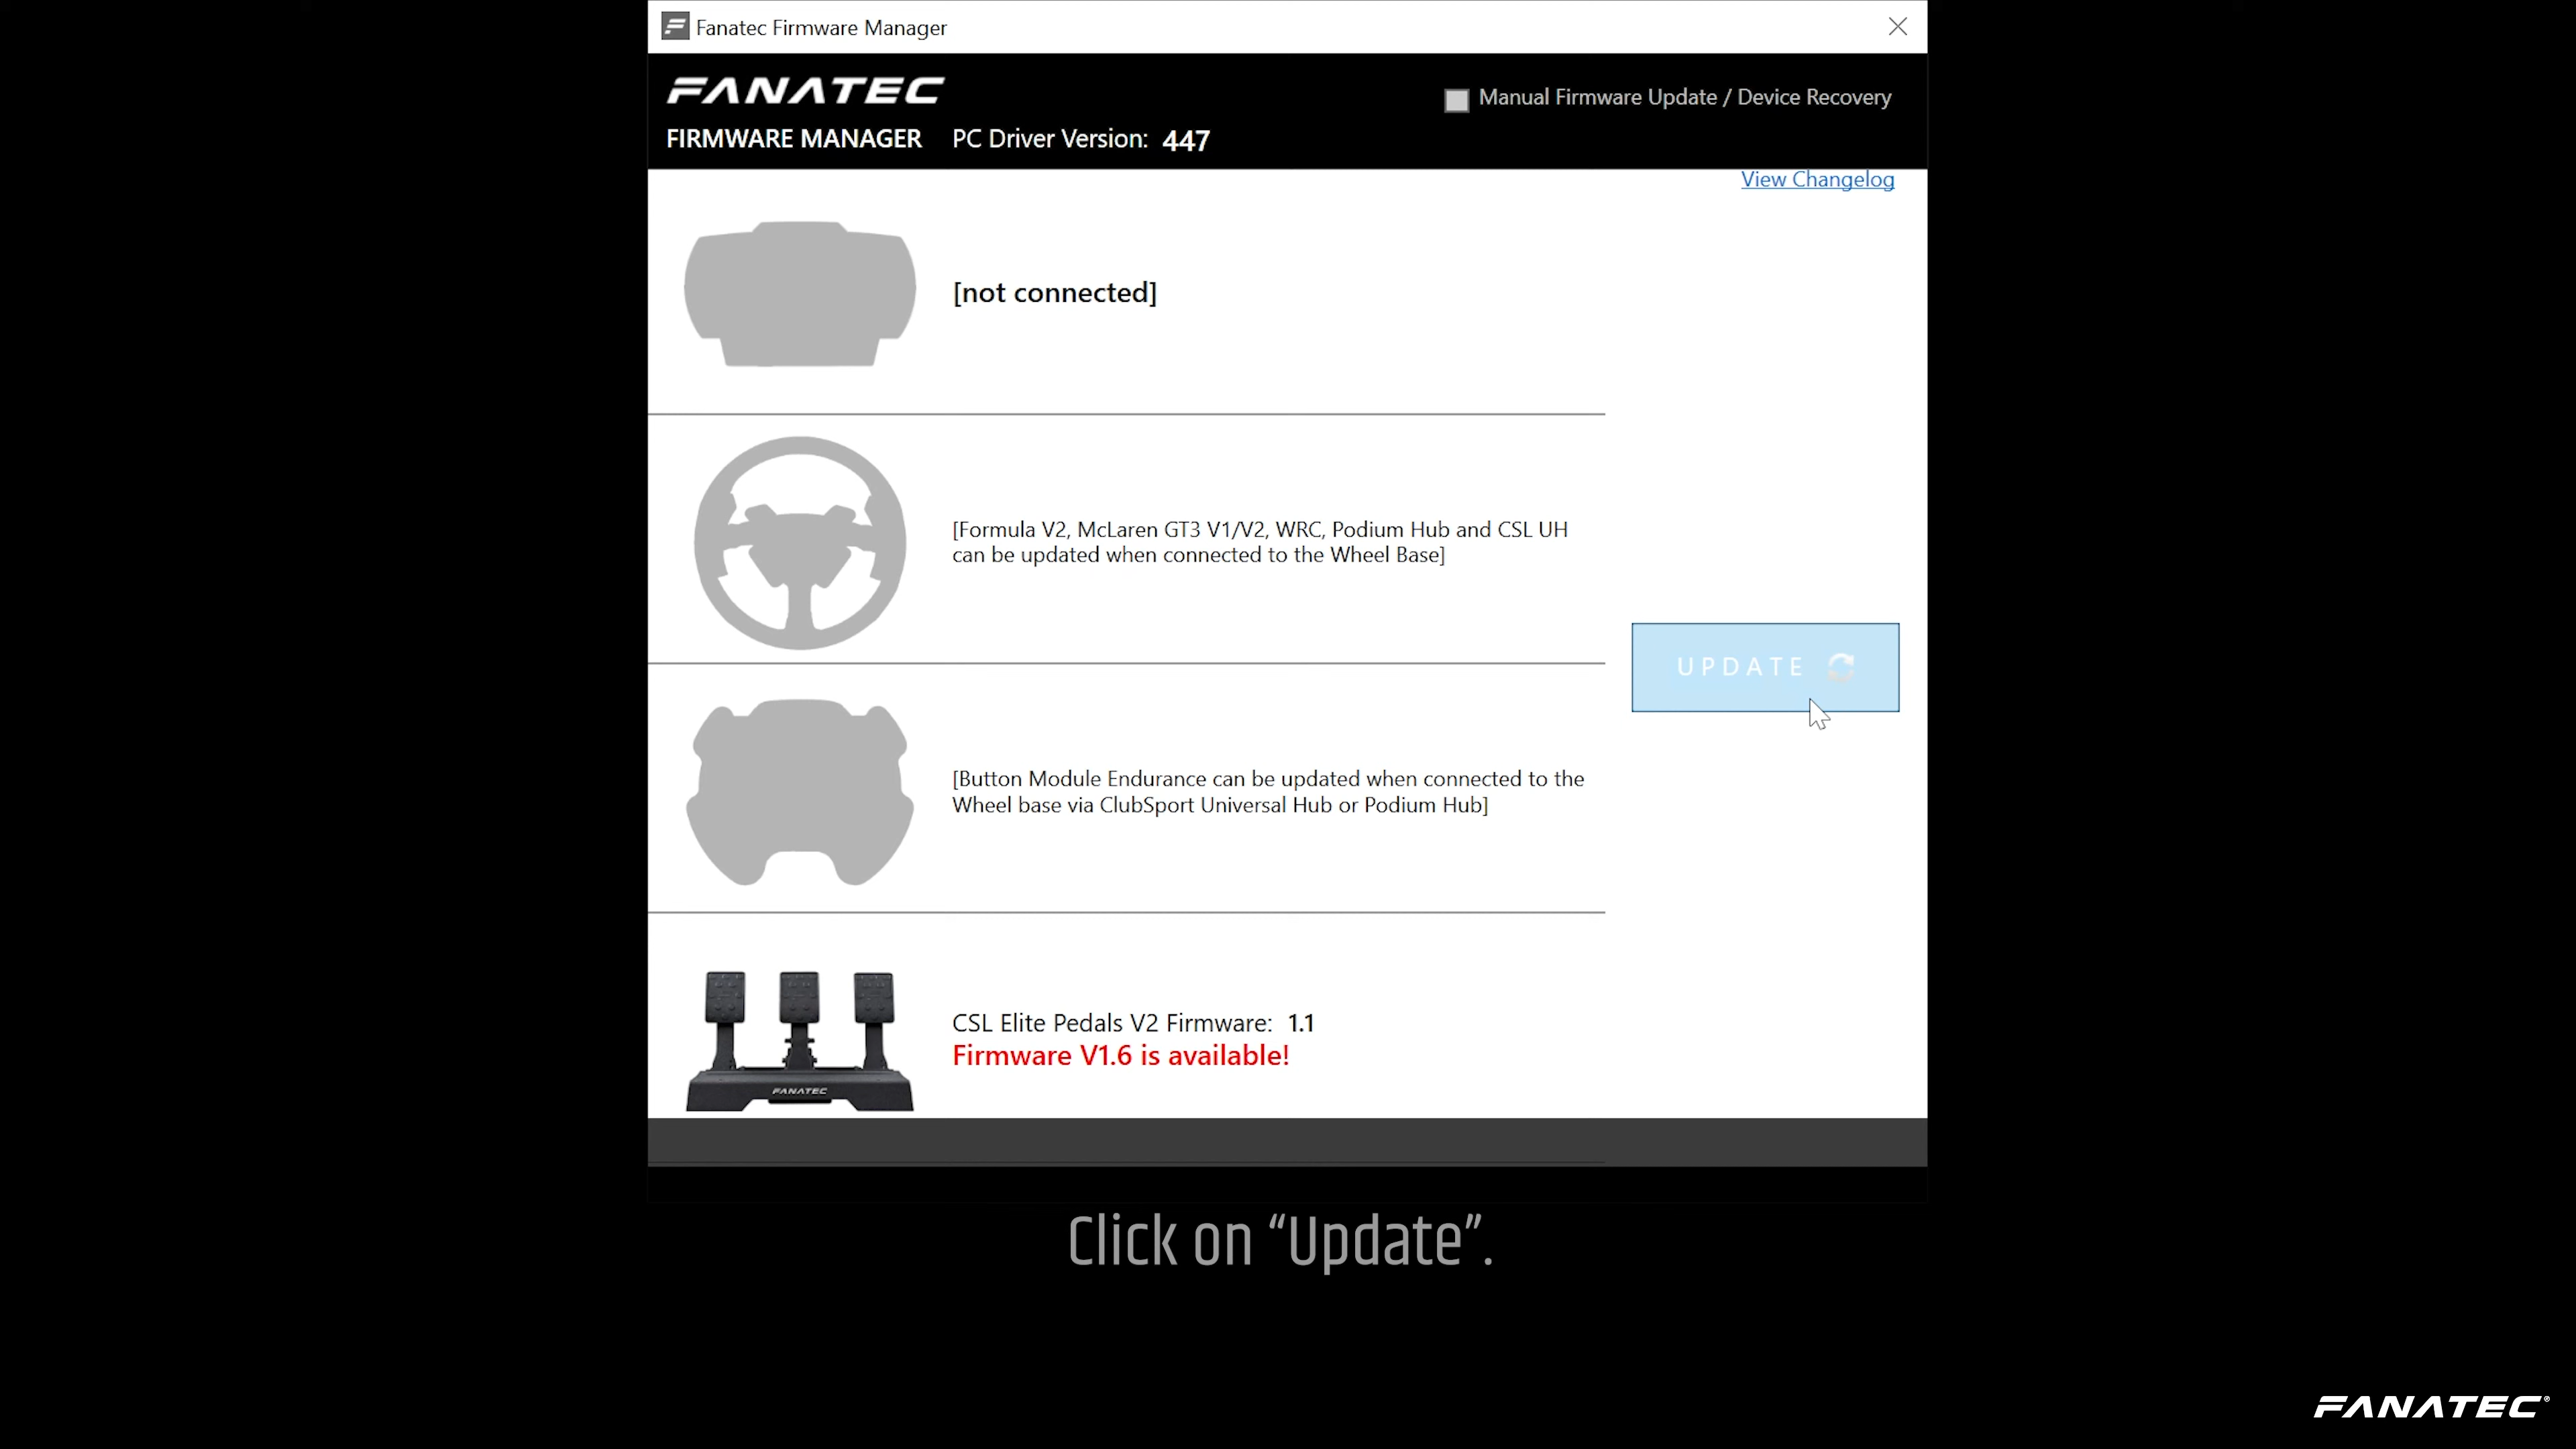 Fanatec Firmware Manager
FANATEC
Manual Firmware Update / Device Recovery
FIRMWARE MANAGER PC Driver Version: 447
View Changelog
[not connected]
[Formula V2, McLaren GT3 V1/V2, WRC, Podium Hub and CSL UH
can be updated when connected to the Wheel Base]
UPDATE
[Button Module Endurance can be updated when connected to the
Wheel base via ClubSport Universal Hub or Podium Hub]
CSL Elite Pedals V2 Firmware: 1.1
Firmware V1.6 is available!
FANATEC
Click on “Update”.
FANATEC®